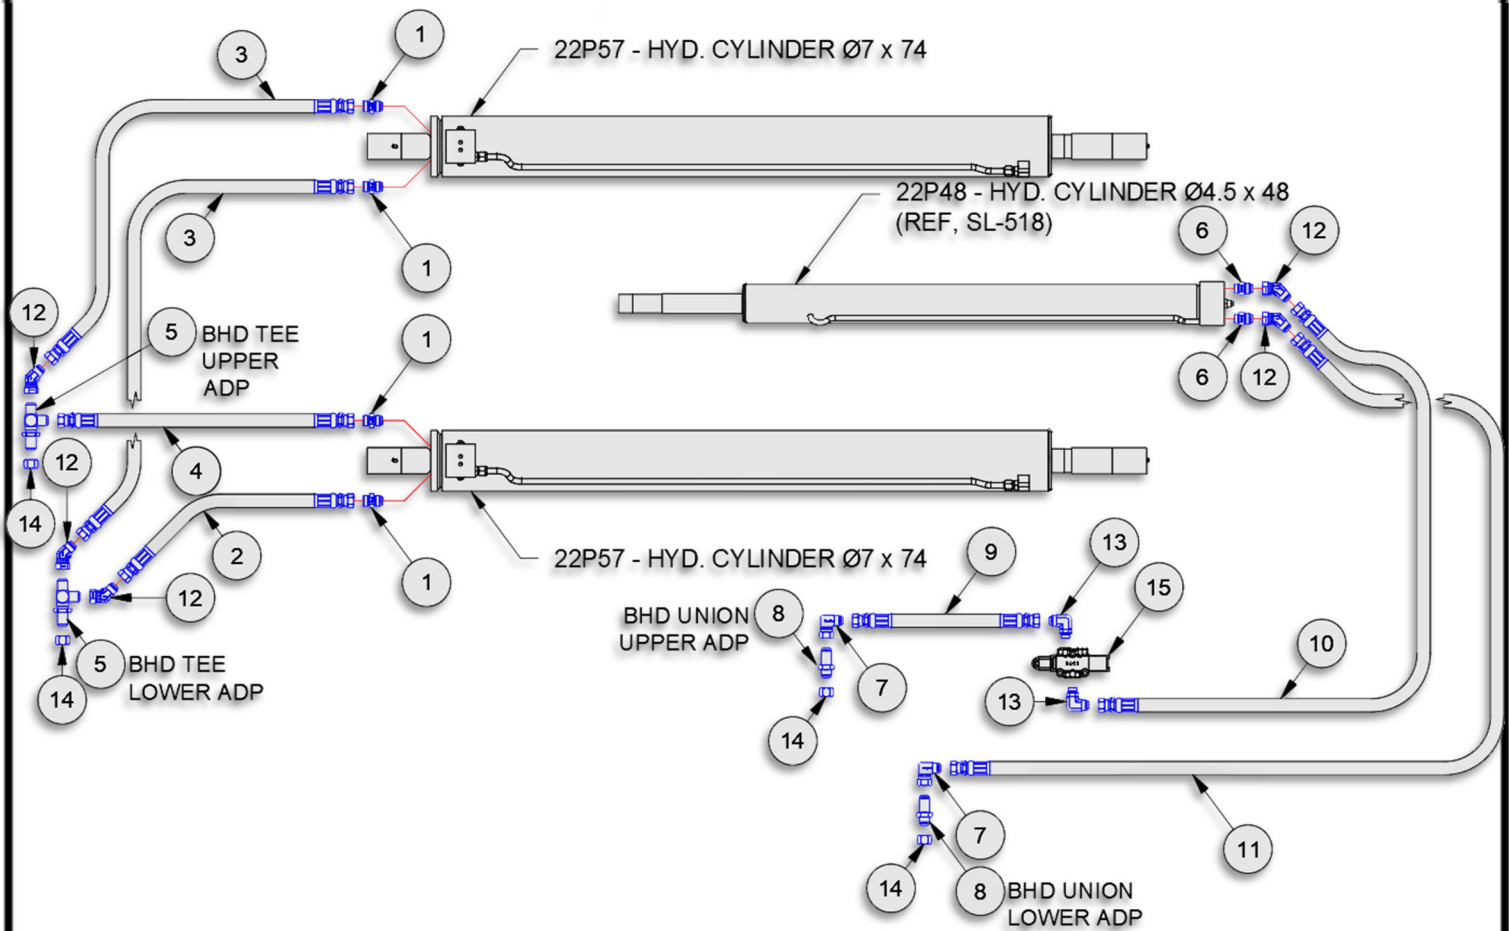 1
3
22P57 - HYD. CYLINDER Ø7 x 74
22P48 - HYD. CYLINDER Ø4.5 x 48
(REF, SL-518)
3
1
6
12
12
5
BHD TEE
UPPER
ADP
1
6
12
12
4
14
2
22P57 - HYD. CYLINDER Ø7 x 74
1
12
9
13
15
BHD UNION
UPPER ADP
8
5
BHD TEE
LOWER ADP
14
7
13
10
14
7
11
14
8
BHD UNION
LOWER ADP